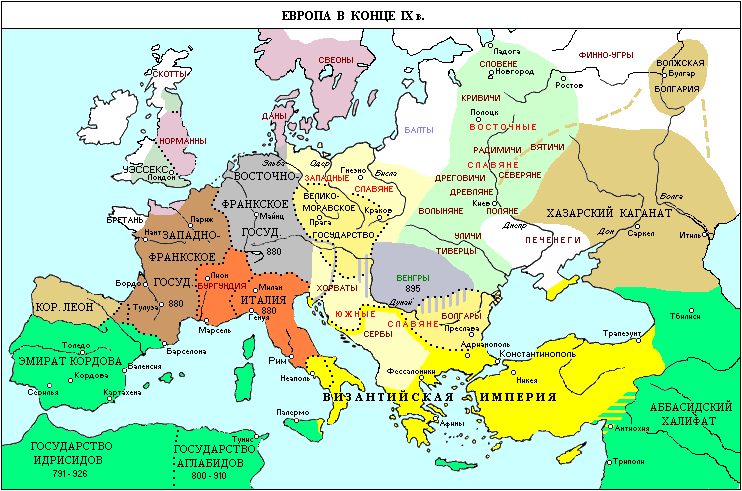 ЕВРОПА В КОНЦЕ IX в.
СКОТТЫ
НОРМАННЫ
УЭССЕКС
Лондон
СВЕОНЫ
ДАНЫ
Ладога
СЛОВЕНЕ
Новгород
ФИННО-УГРЫ
Ростов
ВОЛЖСКАЯ
Булгар
БОЛГАРИЯ
КРИВИЧИ
Полоцк
ВОСТОЧНЫЕ
БАЛТЫ
РАДИМИЧИ
ВЯТИЧИ
СЛАВЯНЕ
СЕВЕРЯНЕ
ДРЕГОВИЧИ
ДРЕВЛЯНЕ
Киев
ВОЛЫНЯНЕ
ПОЛЯНЕ
УЛИЧИ
ТИВЕРЦЫ
Днепр
ПЕЧЕНЕГИ
Дон
Волга
ХАЗАРСКИЙ КАГАНАТ
Саркел
Итиль
Эльба
Одер
Гнезно
Висла
ЗАПАДНЫЕ
СЛАВЯНЕ
ВЕЛИКО-
МОРАВСКОЕ
Прага
Краков
ГОСУДАРСТВО
ВОСТОЧНО-
ФРАНКСКОЕ
Майнц
ГОСУД.
880
БРЕТАНЬ
Париж
Нант
ЗАПАДНО-
ФРАНКСКОЕ
ГОСУД.
880
Бордо
Тулуза
Лион
БУРГУНДИЯ
Милан
ИТАЛИЯ
880
Генуя
Марсель
ХОРВАТЫ
ВЕНГРЫ
895
Дунай
ЮЖНЫЕ
СЛАВЯНЕ
СЕРБЫ
БОЛГАРЫ
Преслава
Адрианополь
Константинополь
Никея
Фессалоники
Афины
ВИЗАНТИЙСКАЯ ИМПЕРИЯ
Трапезунт
Тбилиси
АББАСИДСКИЙ
ХАЛИФАТ
Антиохия
Триполи
КОР. ЛЕОН
Барселона
Толедо
ЭМИРАТ КОРДОВА
Валенсия
Кордова
Севилья
Картахена
Рим
Неаполь
Палермо
Тунис
ГОСУДАРСТВО
ИДРИСИДОВ
791 - 926
ГОСУДАРСТВО
АГЛАБИДОВ
800 - 910